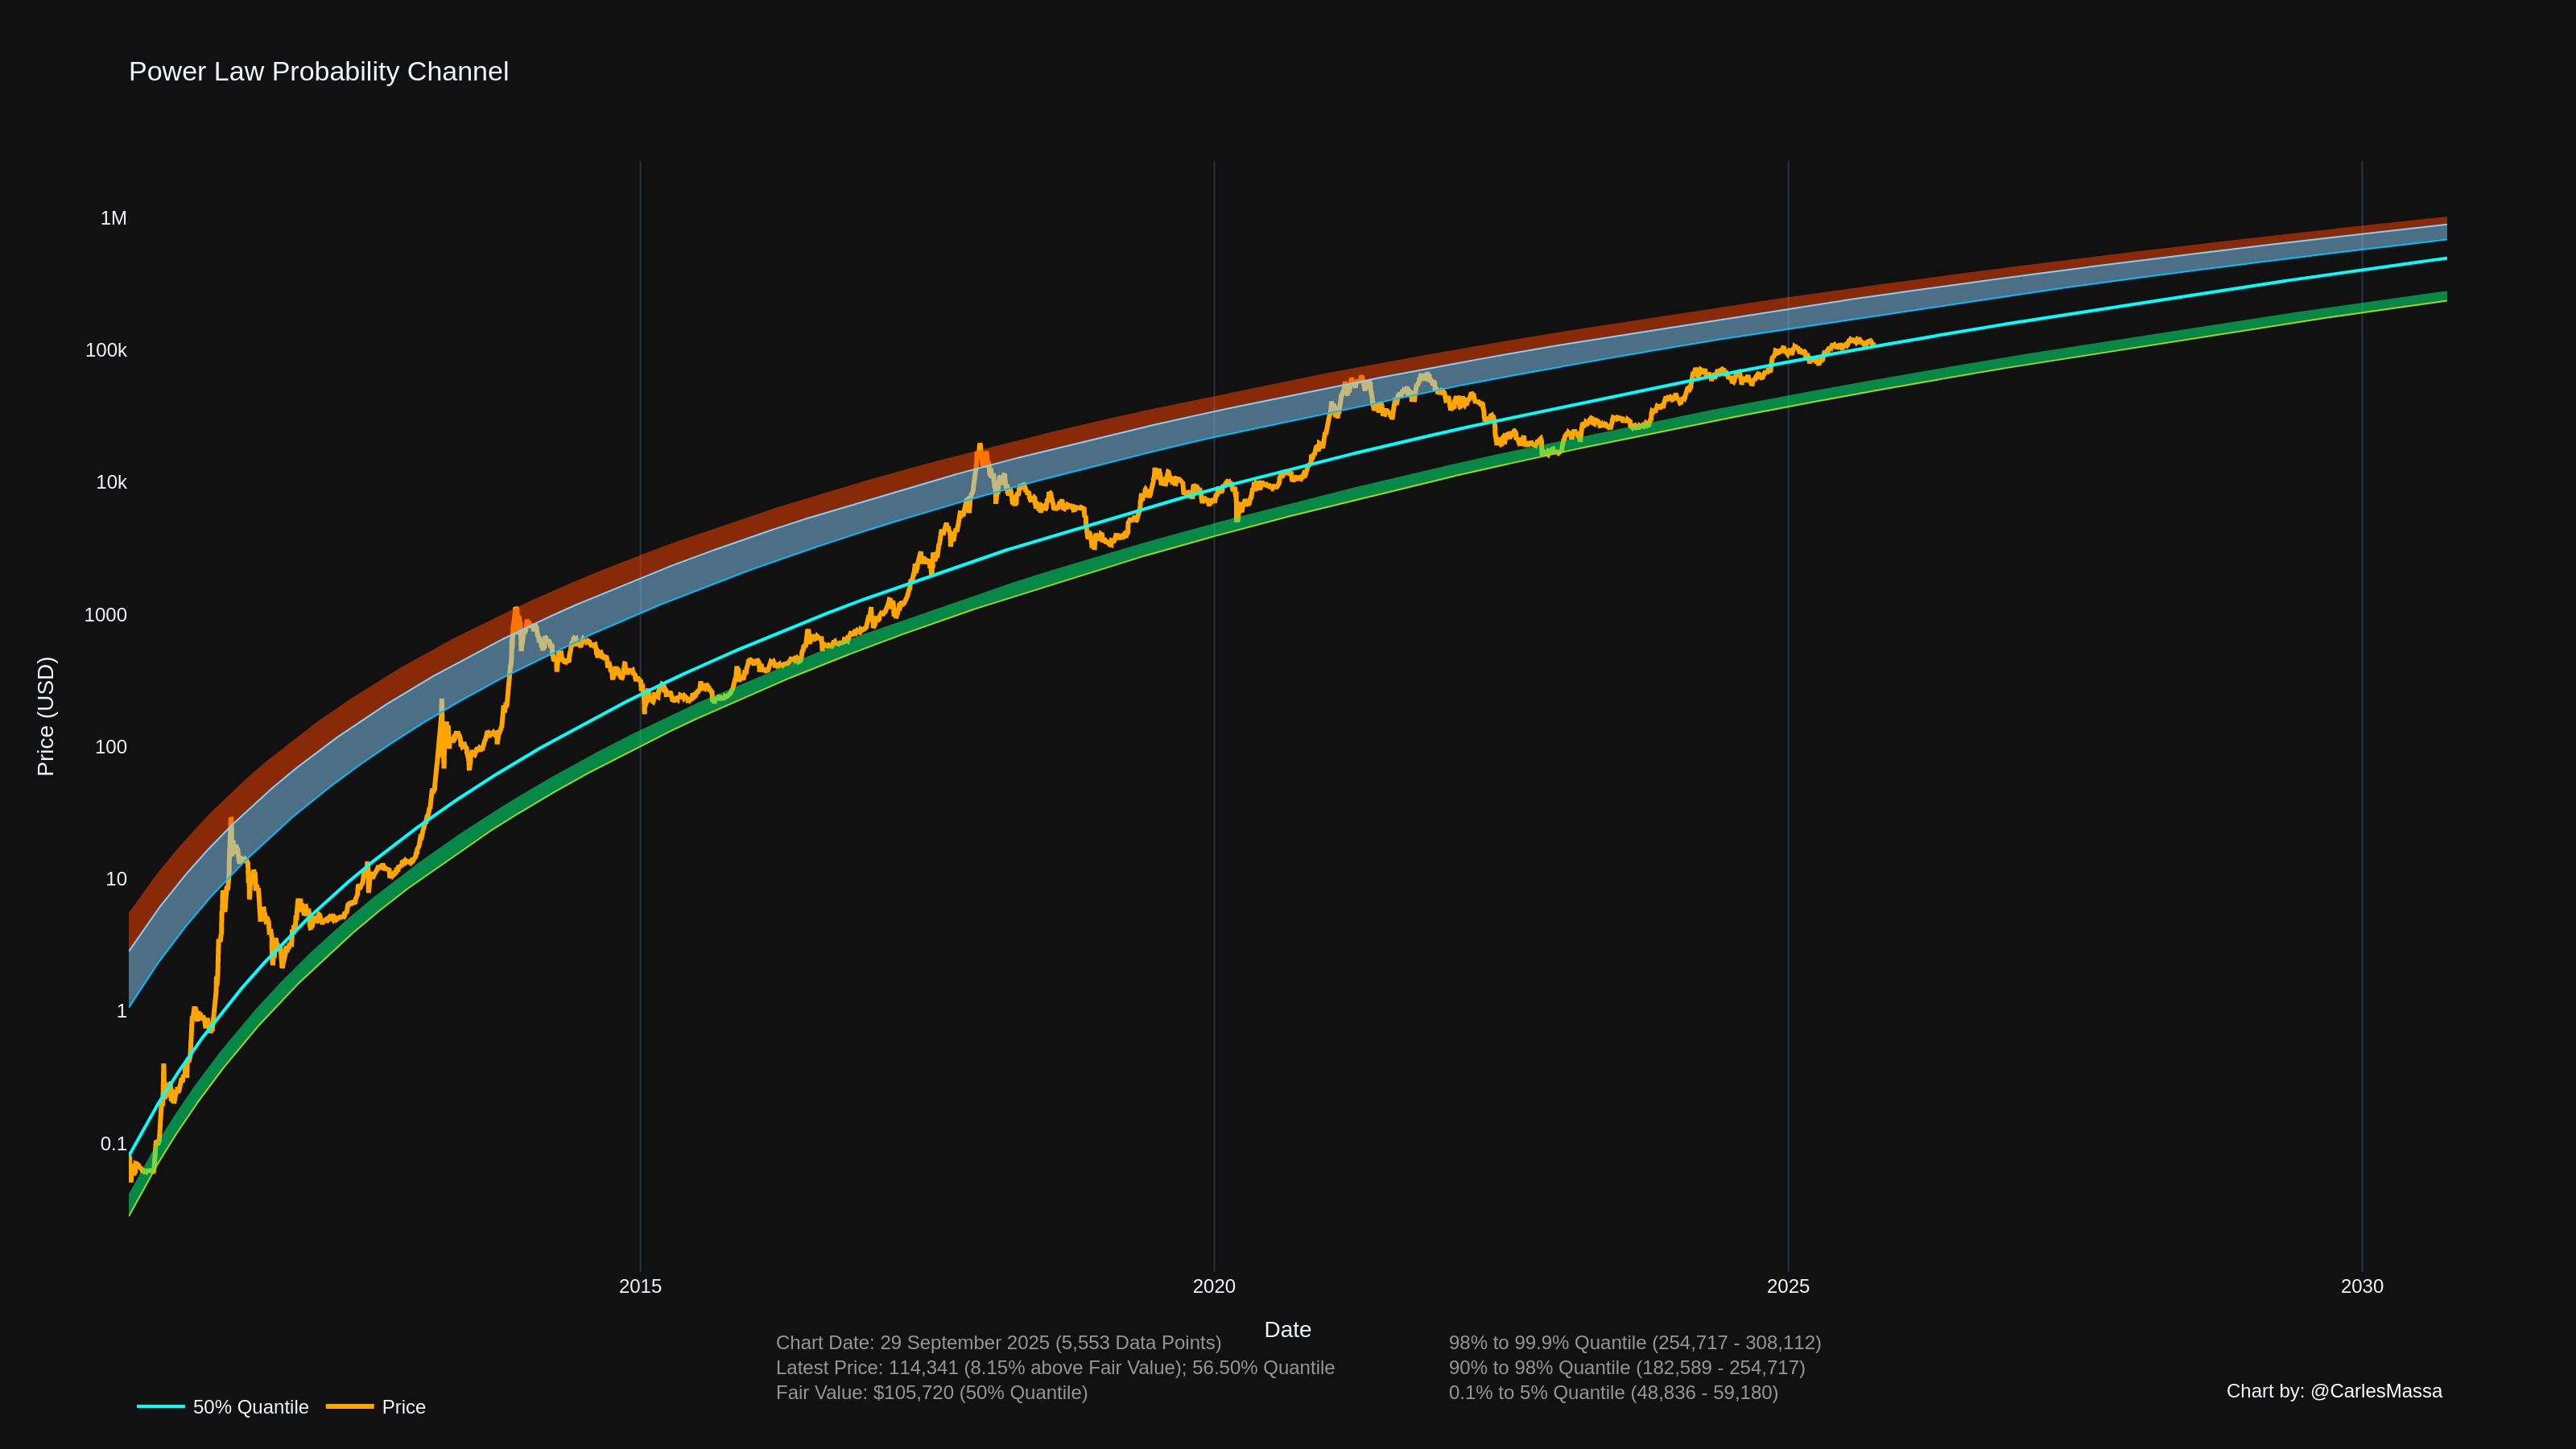 Power Law Probability Channel
Price (USD)
1M
100k
10k
1000
100
10
1
0.1
2015
2020
2025
2030
Date
Chart Date: 29 September 2025 (5,553 Data Points)
Latest Price: 114,341 (8.15% above Fair Value); 56.50% Quantile
Fair Value: $105,720 (50% Quantile)
98% to 99.9% Quantile (254,717 - 308,112)
90% to 98% Quantile (182,589 - 254,717)
0.1% to 5% Quantile (48,836 - 59,180)
50% Quantile
Price
Chart by: @CarlesMassa